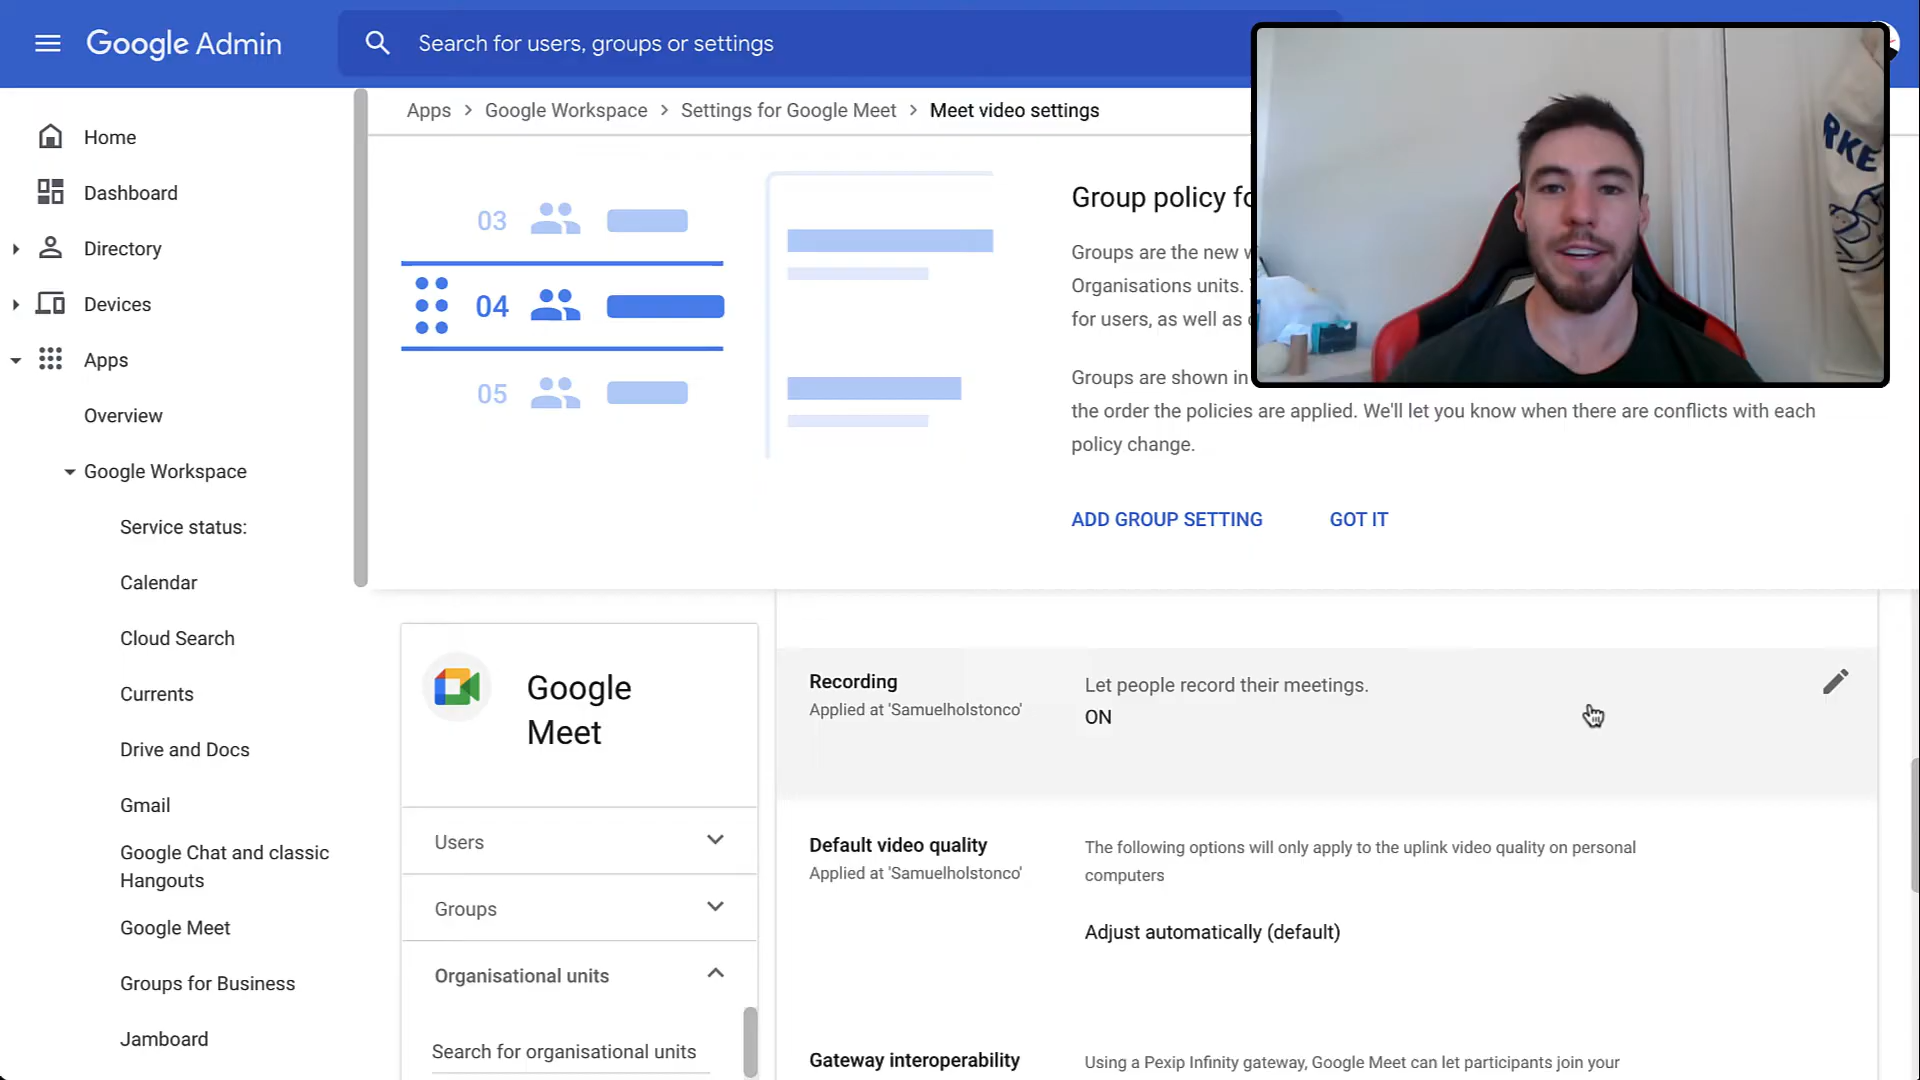 Google Admin
Search for users, groups or settings
Home
Dashboard
Directory
Devices
Apps
Overview
Google Workspace
Service status:
Calendar
Cloud Search
Currents
Drive and Docs
Gmail
Google Chat and classic
Hangouts
Google Meet
Groups for Business
Jamboard
Apps > Google Workspace > Settings for Google Meet > Meet video settings
03
04
05
Group policy fo
Groups are the new w
Organisations units.
for users, as well as
Groups are shown in
the order the policies are applied. We'll let you know when there are conflicts with each
policy change.
ADD GROUP SETTING
GOT IT
RKE
Google
Meet
Users
Groups
Organisational units
Search for organisational units
Recording
Applied at 'Samuelholstonco'
Let people record their meetings.
ON
Default video quality
Applied at 'Samuelholstonco'
The following options will only apply to the uplink video quality on personal
computers
Adjust automatically (default)
Gateway interoperability
Using a Pexip Infinity gateway, Google Meet can let participants join your